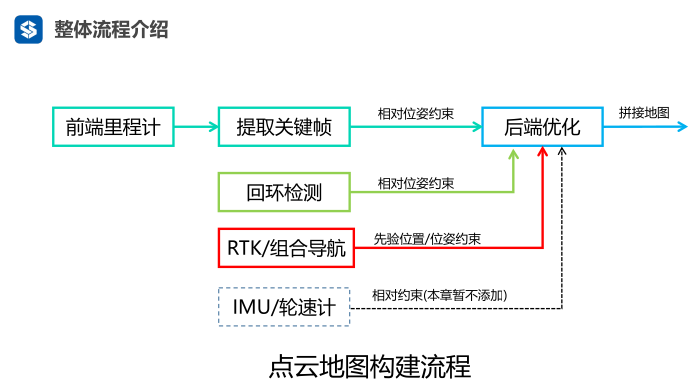 整体流程介绍
前端里程计
提取关键帧
相对位姿约束
后端优化
拼接地图
回环检测
相对位姿约束
RTK/组合导航
先验位置/位姿约束
IMU/轮速计
相对约束(本章暂不添加)
点云地图构建流程